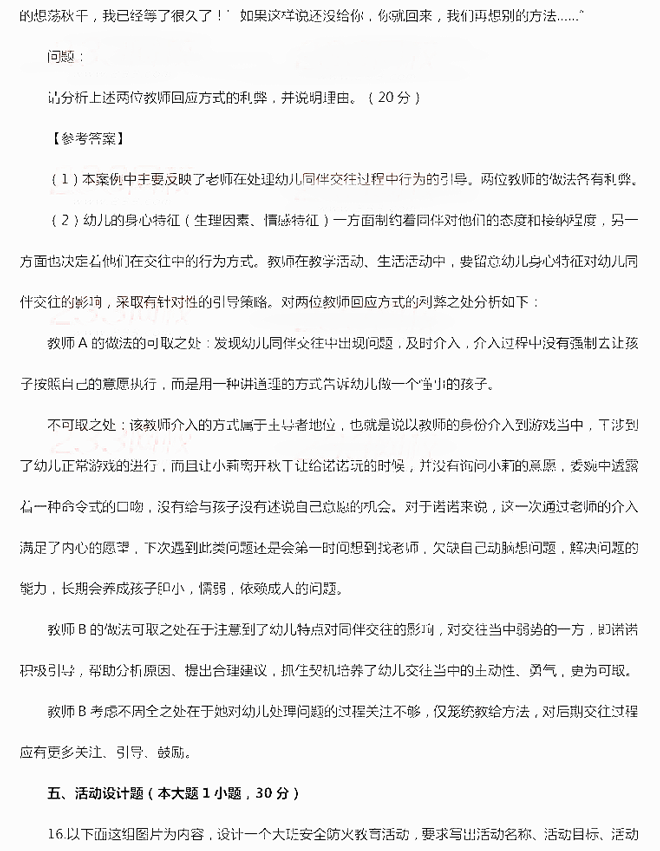 的想荡秋千，我已经等了很久了！’如果这样说还没给你，你就回来，我们再想别的方法……”
问题：
请分析上述两位教师回应方式的利弊，并说明理由。（20 分）
【参考答案】
（1）本案例中主要反映了老师在处理幼儿同伴交往过程中行为的引导。两位教师的做法各有利弊。
（2）幼儿的身心特征（生理因素、情感特征）一方面制约着同伴对他们的态度和接纳程度，另一
方面也决定着他们在交往中的行为方式。教师在教学活动、生活活动中，要留意幼儿身心特征对幼儿同
伴交往的影响，采取有针对性的引导策略。对两位教师回应方式的利弊之处分析如下：
教师 A 的做法的可取之处：发现幼儿同伴交往中出现问题，及时介入，介入过程中没有强制去让孩
子按照自己的意愿执行，而是用一种讲道理的方式告诉幼儿做一个懂事的孩子。
不可取之处：该教师介入的方式属于主导者地位，也就是说以教师的身份介入到游戏当中，干涉到
了幼儿正常游戏的进行，而且让小莉离开秋千让给诺诺玩的时候，并没有询问小莉的意愿，委婉中透露
着一种命令式的口吻，没有给与孩子没有述说自己意愿的机会。对于诺诺来说，这一次通过老师的介入
满足了内心的愿望，下次遇到此类问题还是会第一时间想到找老师，欠缺自己动脑想问题，解决问题的
能力，长期会养成孩子胆小，懦弱，依赖成人的问题。
教师 B 的做法可取之处在于注意到了幼儿特点对同伴交往的影响，对交往当中弱势的一方，即诺诺
积极引导，帮助分析原因、提出合理建议，抓住契机培养了幼儿交往当中的主动性、勇气，更为可取。
教师 B 考虑不周全之处在于她对幼儿处理问题的过程关注不够，仅笼统教给方法，对后期交往过程
应有更多关注、引导、鼓励。
五、活动设计题（本大题 1 小题，30 分）
16.以下面这组图片为内容，设计一个大班安全防火教育活动，要求写出活动名称、活动目标、活动